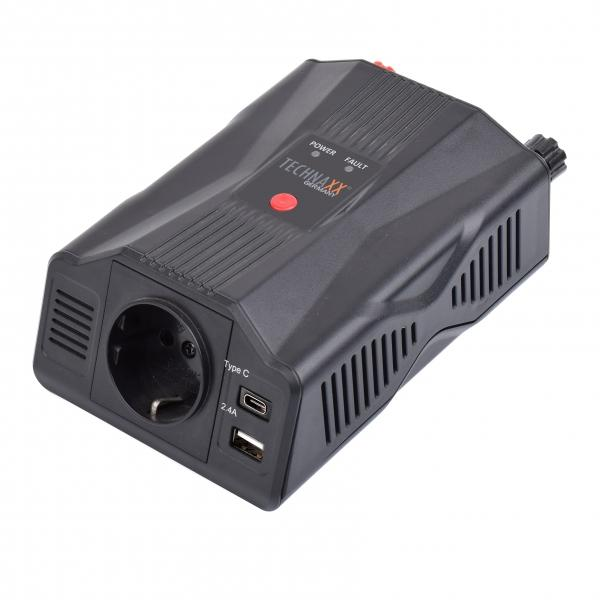 POWER FAULT
TECHNAXX®
GERMANY
Type C
2.4A